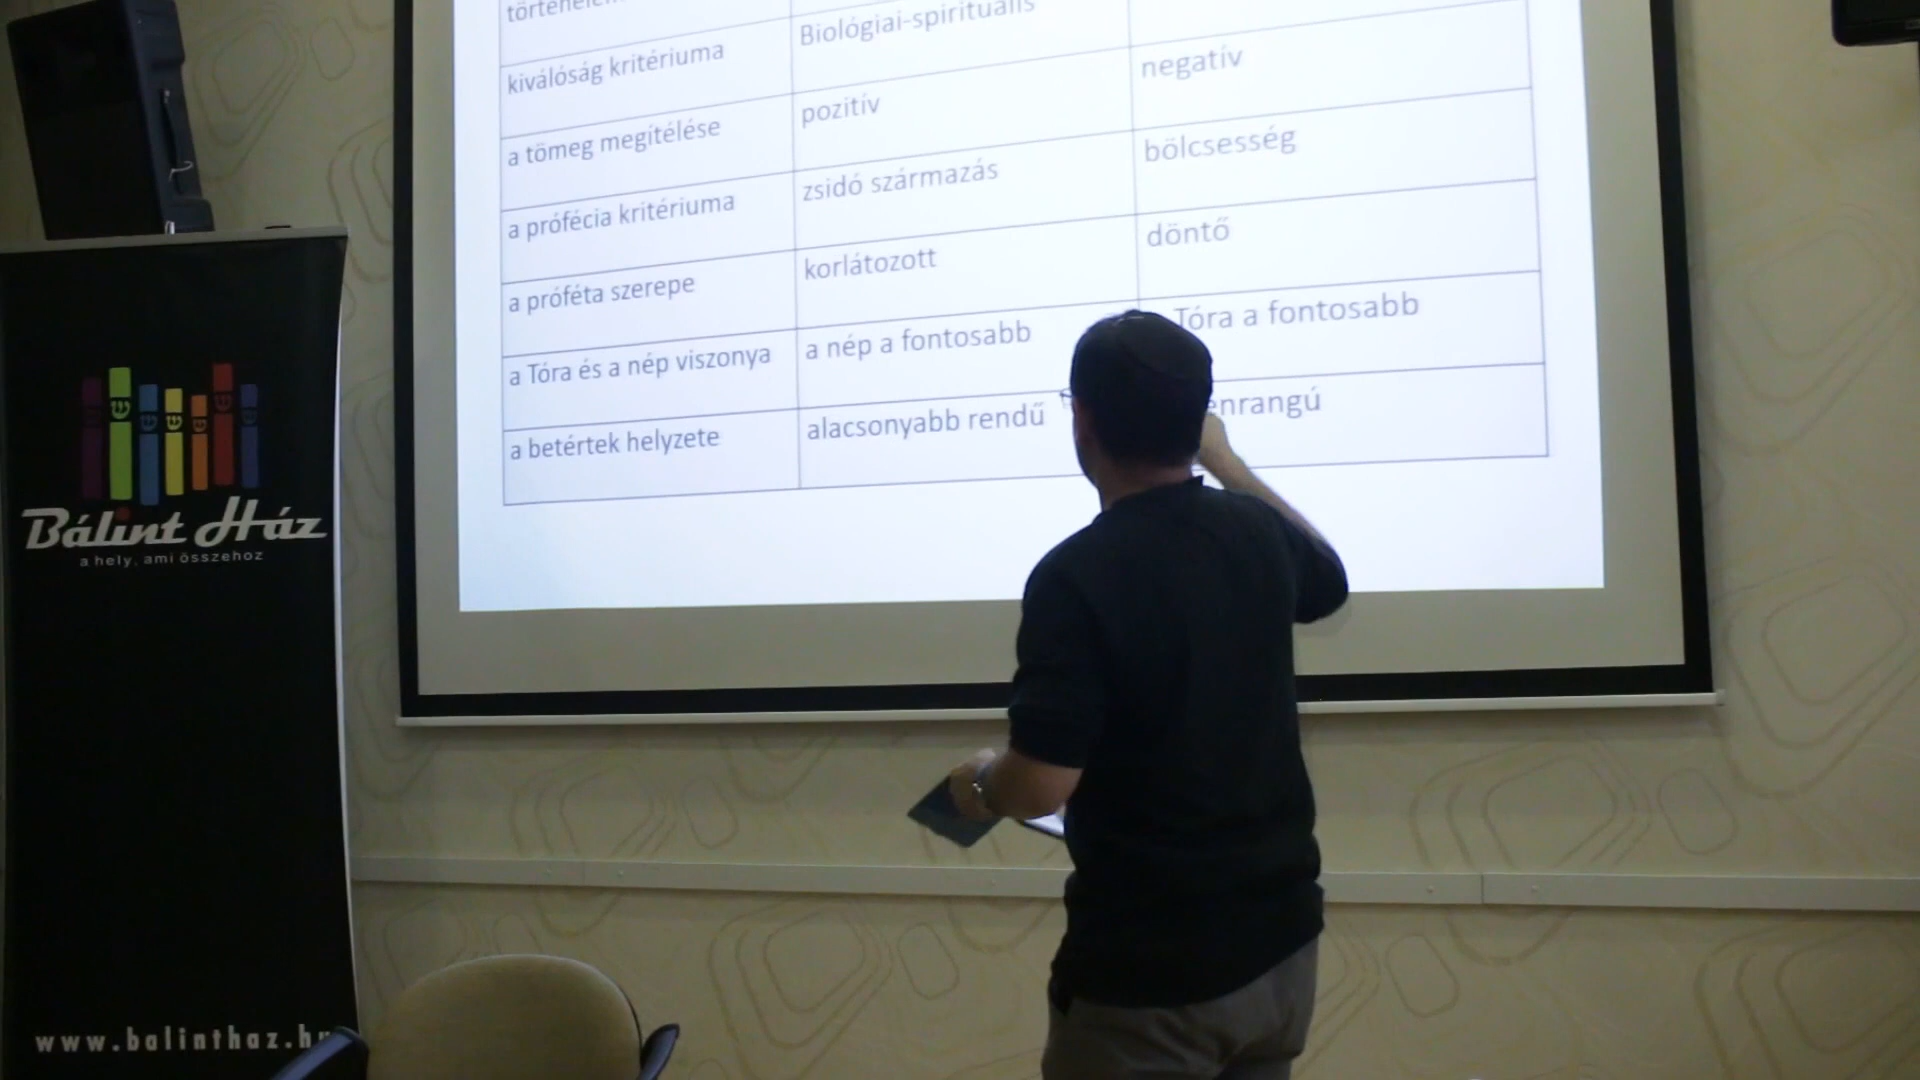 kiválóság kritériuma
Biológiai-spirituális
a tömeg megítélése
pozitív
negatív
a prófécia kritériuma
zsidó származás
bölcsesség
a próféta szerepe
korlátozott
döntő
a Tóra és a nép viszonya
a nép a fontosabb
Tóra a fontosabb
a betértek helyzete
alacsonyabb rendű
Bálint Ház
a hely, ami összehoz